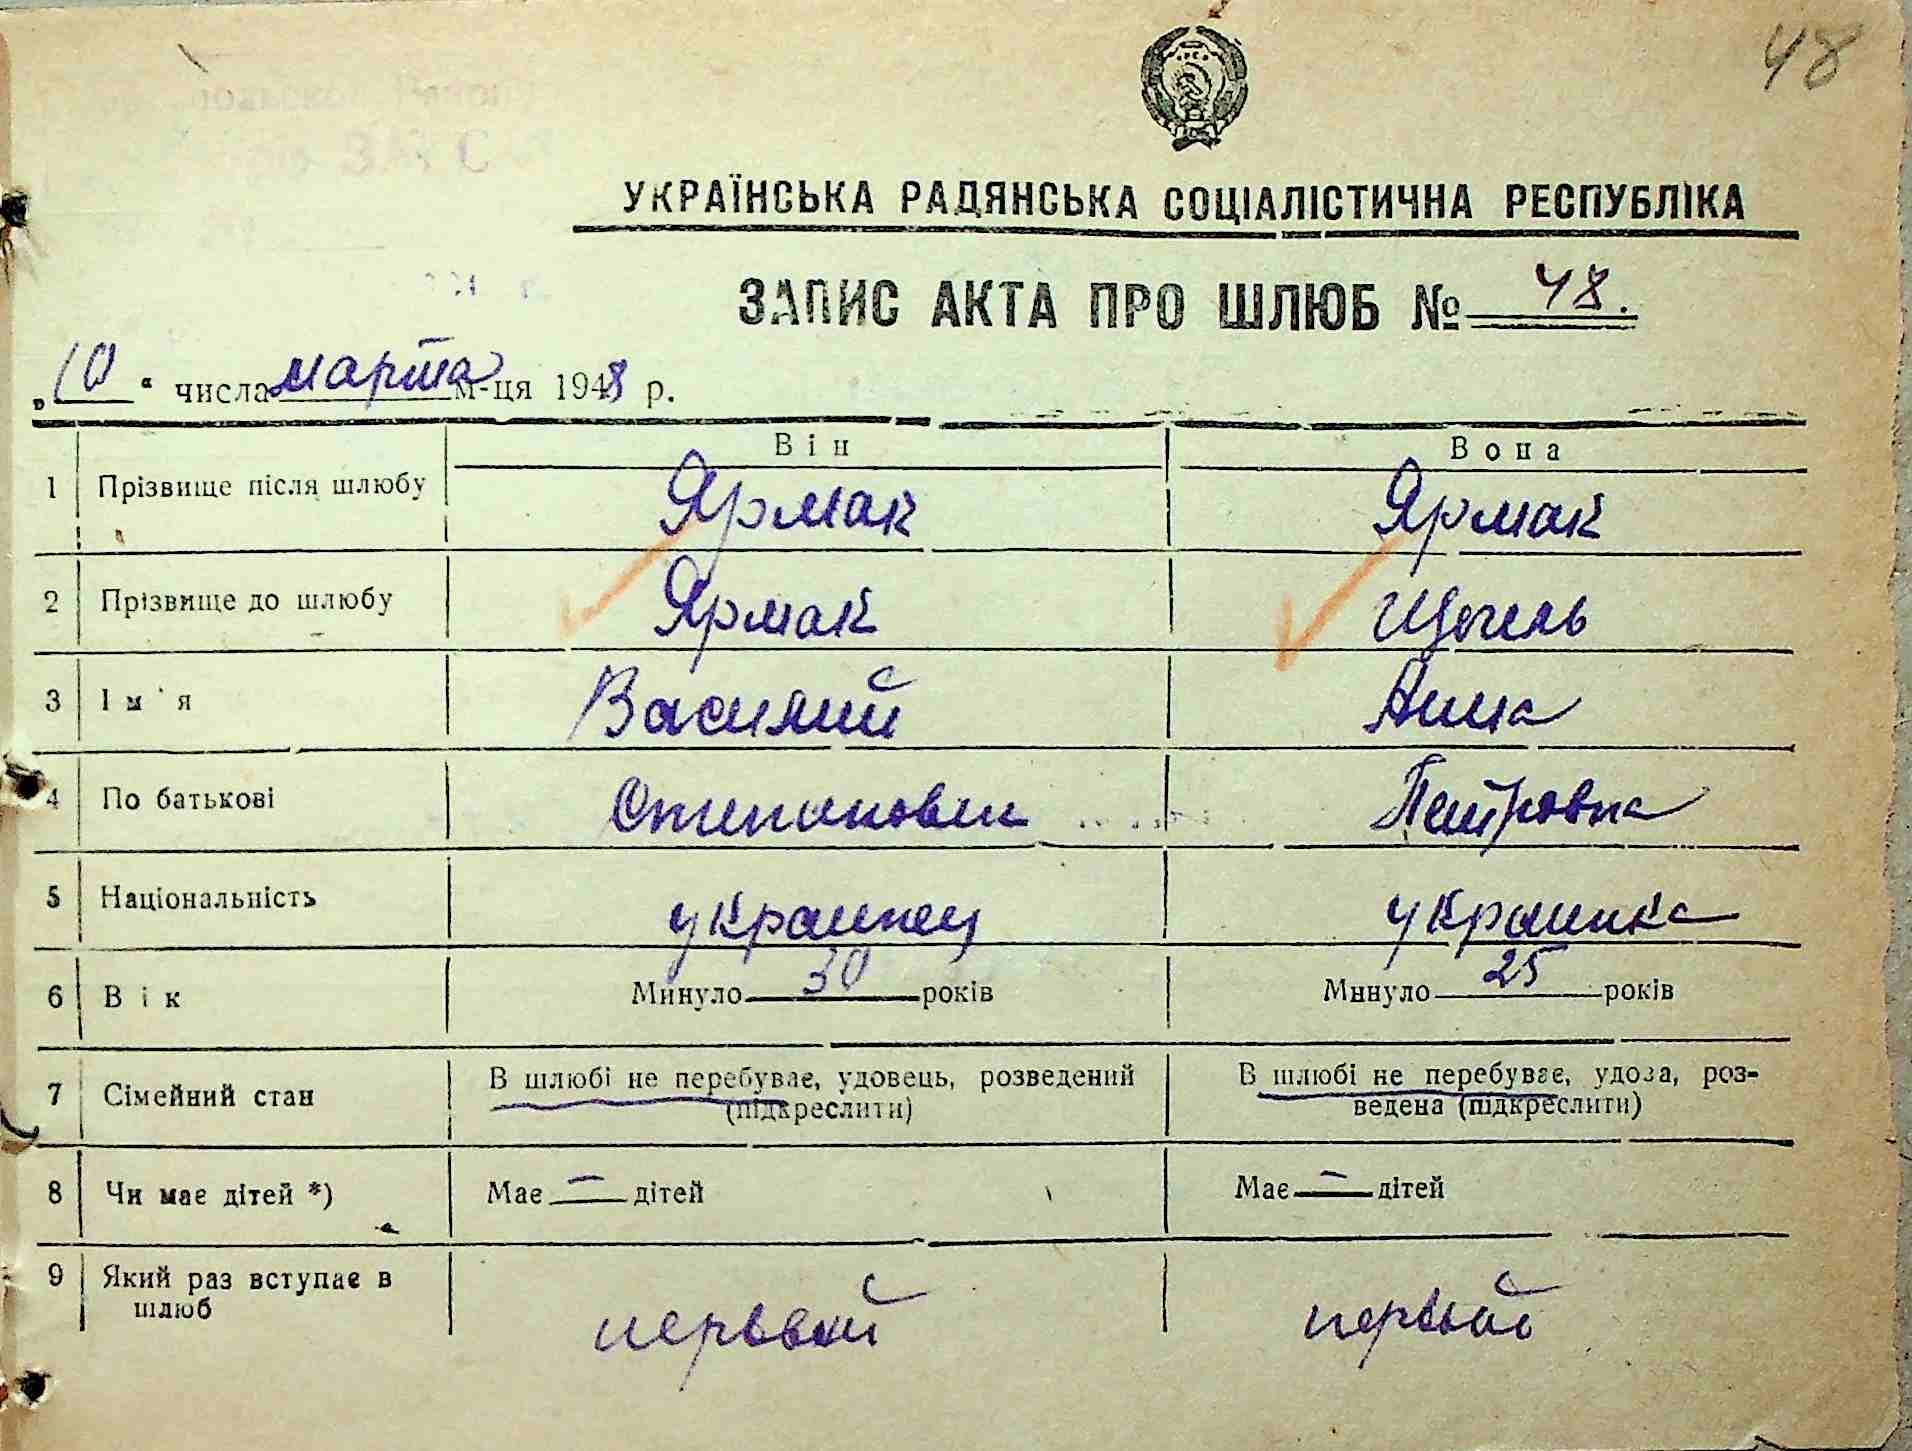 48
УКРАЇНСЬКА РАДЯНСЬКА СОЦІАЛІСТИЧНА РЕСПУБЛІКА
ЗАПИС АКТА ПРО ШЛЮБ № 48.
„10“ числа марта м-ця 1948 р.
Він Вона
1 Прізвище після шлюбу Ярмак Ярмак
2 Прізвище до шлюбу Ярмак
3 Ім'я Василий Анна
4 По батькові Степанович Петровна
5 Національність украинец украинка
6 Вік Минуло 30 років Минуло 25 років
7 Сімейний стан В шлюбі не перебуває, удовець, розведений (підкреслити) В шлюбі не перебуває, удова, роз-
ведена (підкреслити)
8 Чи має дітей *) Має — дітей Має — дітей
9 Який раз вступає в
шлюб первый первый